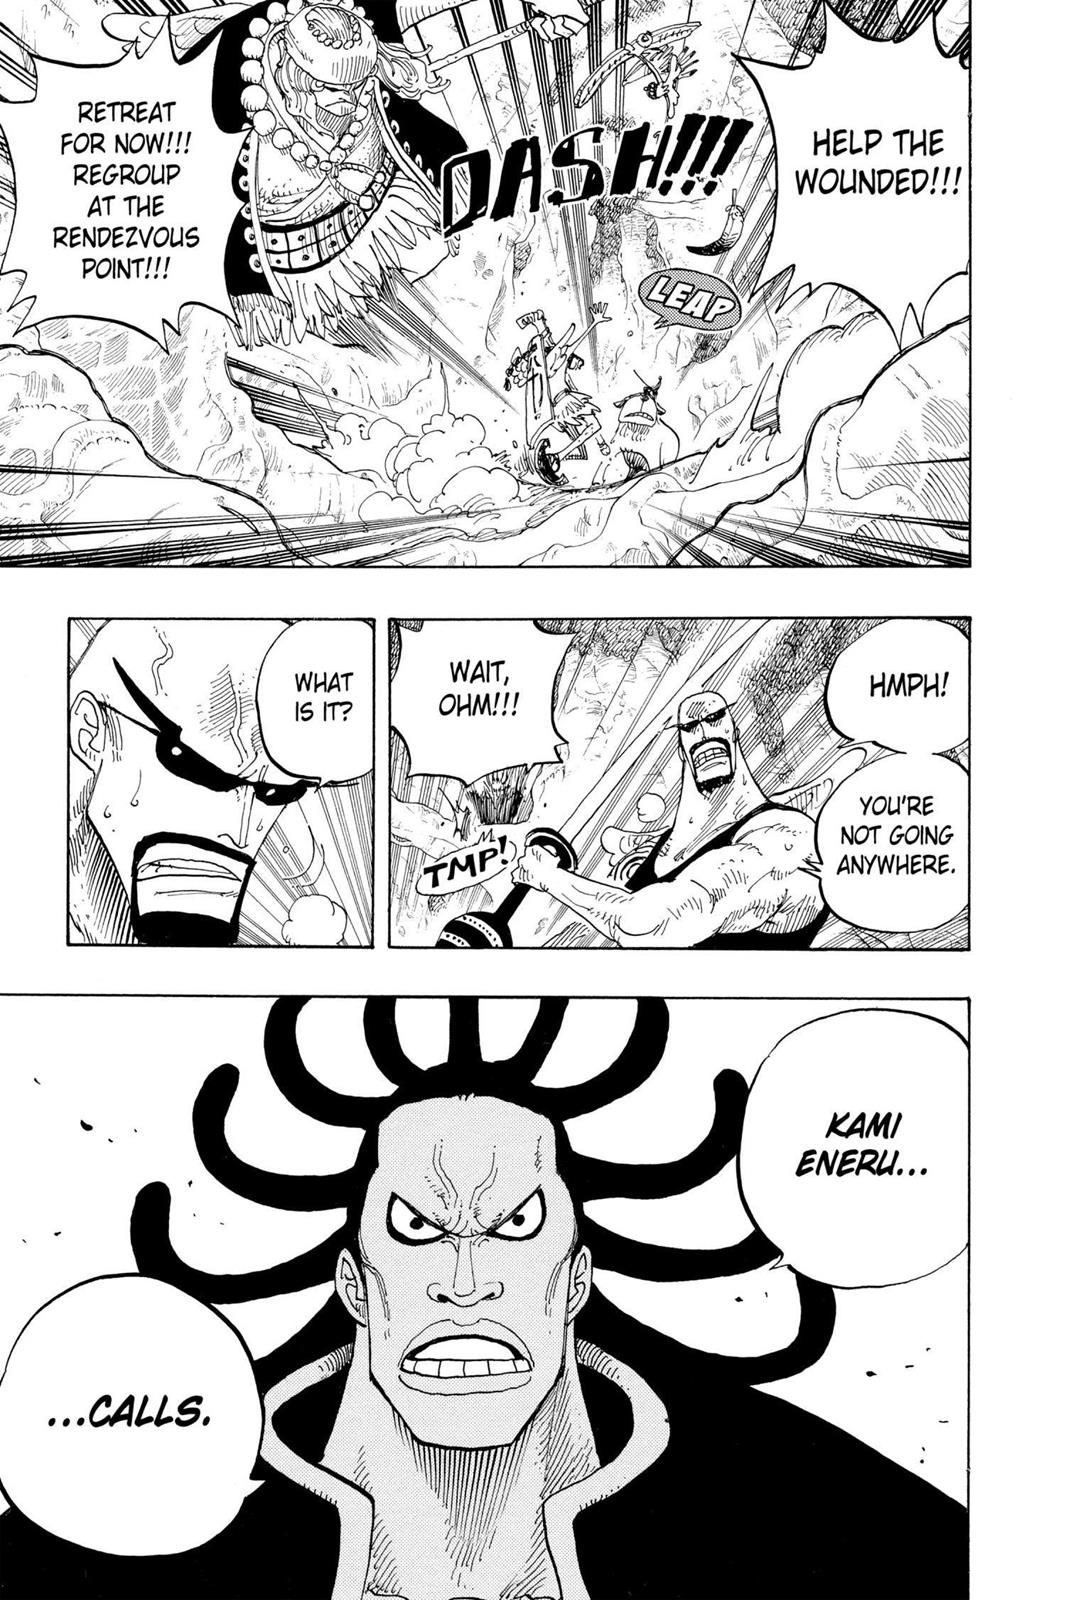 HELP THE
WOUNDED!!!
DASH!!!
LEAP
RETREAT
FOR NOW!!!
REGROUP
AT THE
RENDEZVOUS
POINT!!!
HMPH!
YOU'RE
NOT GOING
ANYWHERE.
WAIT,
OHM!!!
TMP!
WHAT
IS IT?
KAMI
ENERU...
...CALLS.